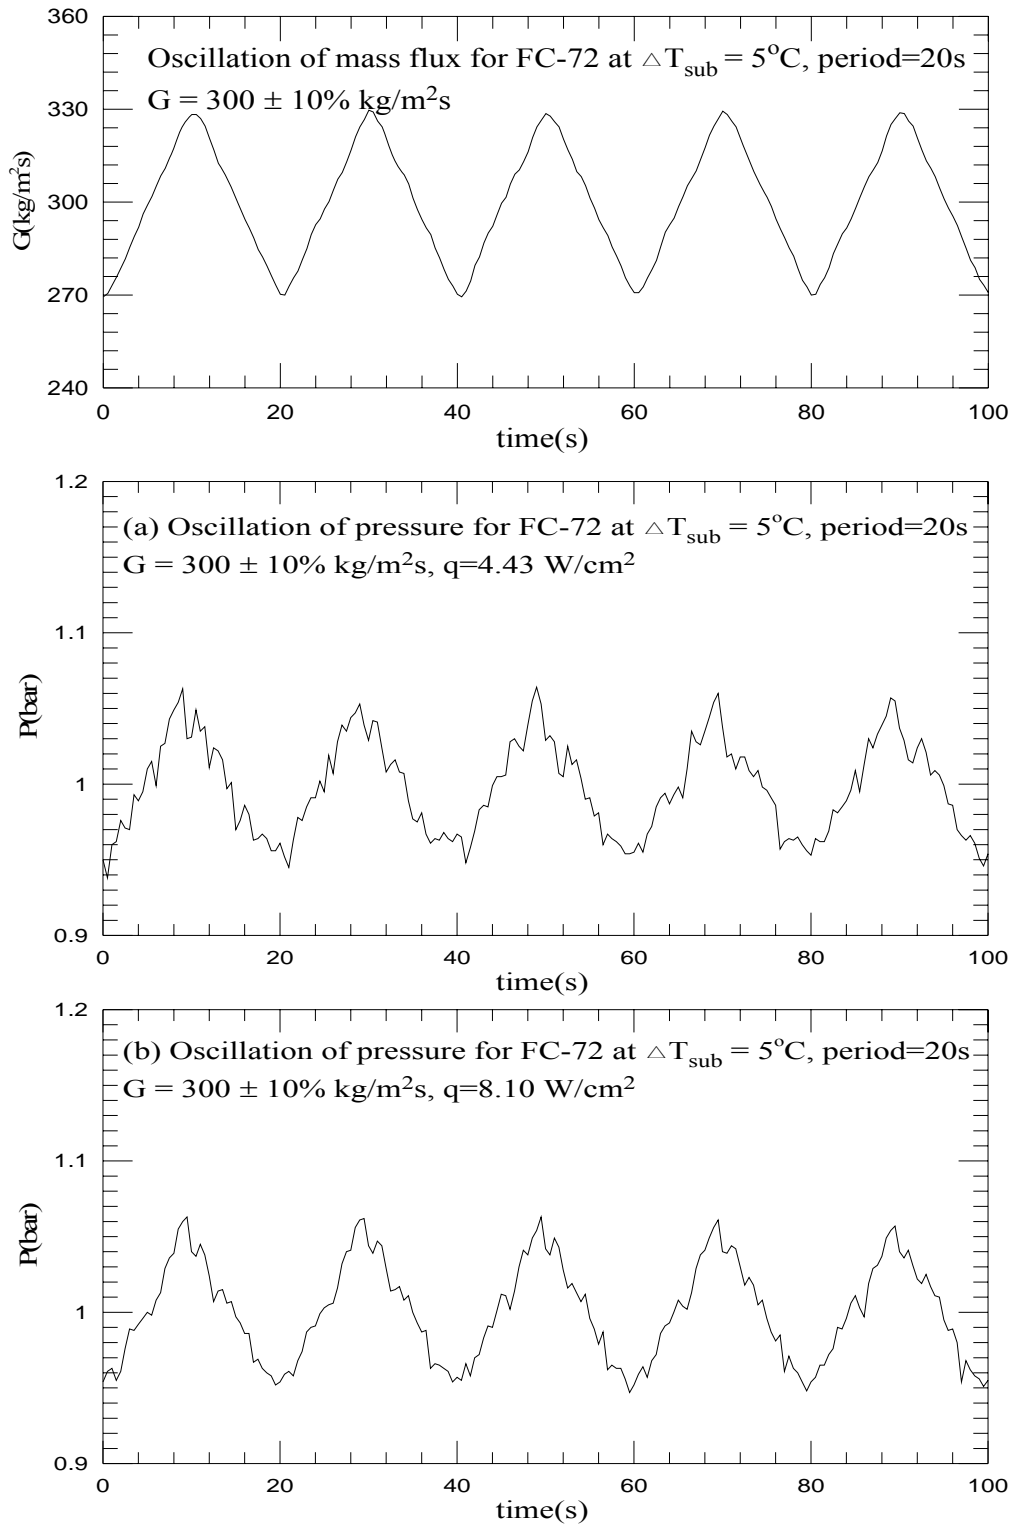 360
Oscillation of mass flux for FC-72 at △T_sub = 5°C, period=20s
G = 300 ± 10% kg/m²s
330
300
270
240
G(kg/m²s)
0 20 40 60 80 100
time(s)
1.2
(a) Oscillation of pressure for FC-72 at △T_sub = 5°C, period=20s
G = 300 ± 10% kg/m²s, q=4.43 W/cm²
1.1
1
0.9
P(bar)
0 20 40 60 80 100
time(s)
1.2
(b) Oscillation of pressure for FC-72 at △T_sub = 5°C, period=20s
G = 300 ± 10% kg/m²s, q=8.10 W/cm²
1.1
1
0.9
P(bar)
0 20 40 60 80 100
time(s)